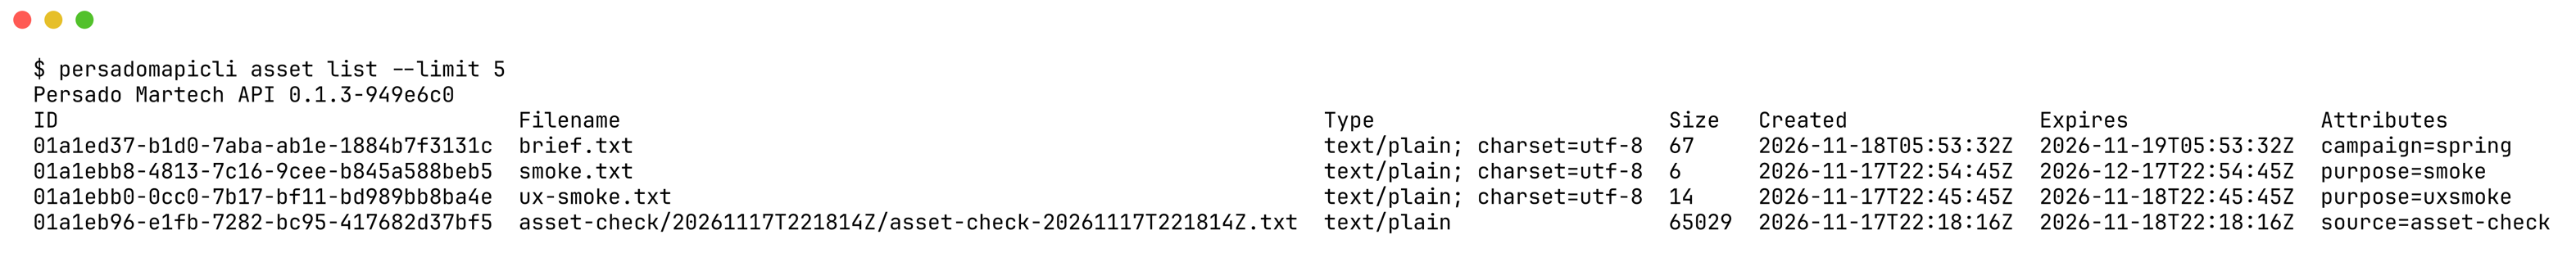 $ persadomapicli asset list --limit 5
Persado Martech API 0.1.3-949e6c0
ID Filename Type Size Created Expires Attributes
01a1ed37-b1d0-7aba-ab1e-1884b7f3131c brief.txt text/plain; charset=utf-8 67 2026-11-18T05:53:32Z 2026-11-19T05:53:32Z campaign=spring
01a1ebb8-4813-7c16-9cee-b845a588beb5 smoke.txt text/plain; charset=utf-8 6 2026-11-17T22:54:45Z 2026-12-17T22:54:45Z purpose=smoke
01a1ebb0-0cc0-7b17-bf11-bd989bb8ba4e ux-smoke.txt text/plain; charset=utf-8 14 2026-11-17T22:45:45Z 2026-11-18T22:45:45Z purpose=uxsmoke
01a1eb96-e1fb-7282-bc95-417682d37bf5 asset-check/20261117T221814Z/asset-check-20261117T221814Z.txt text/plain 65029 2026-11-17T22:18:16Z 2026-11-18T22:18:16Z source=asset-check